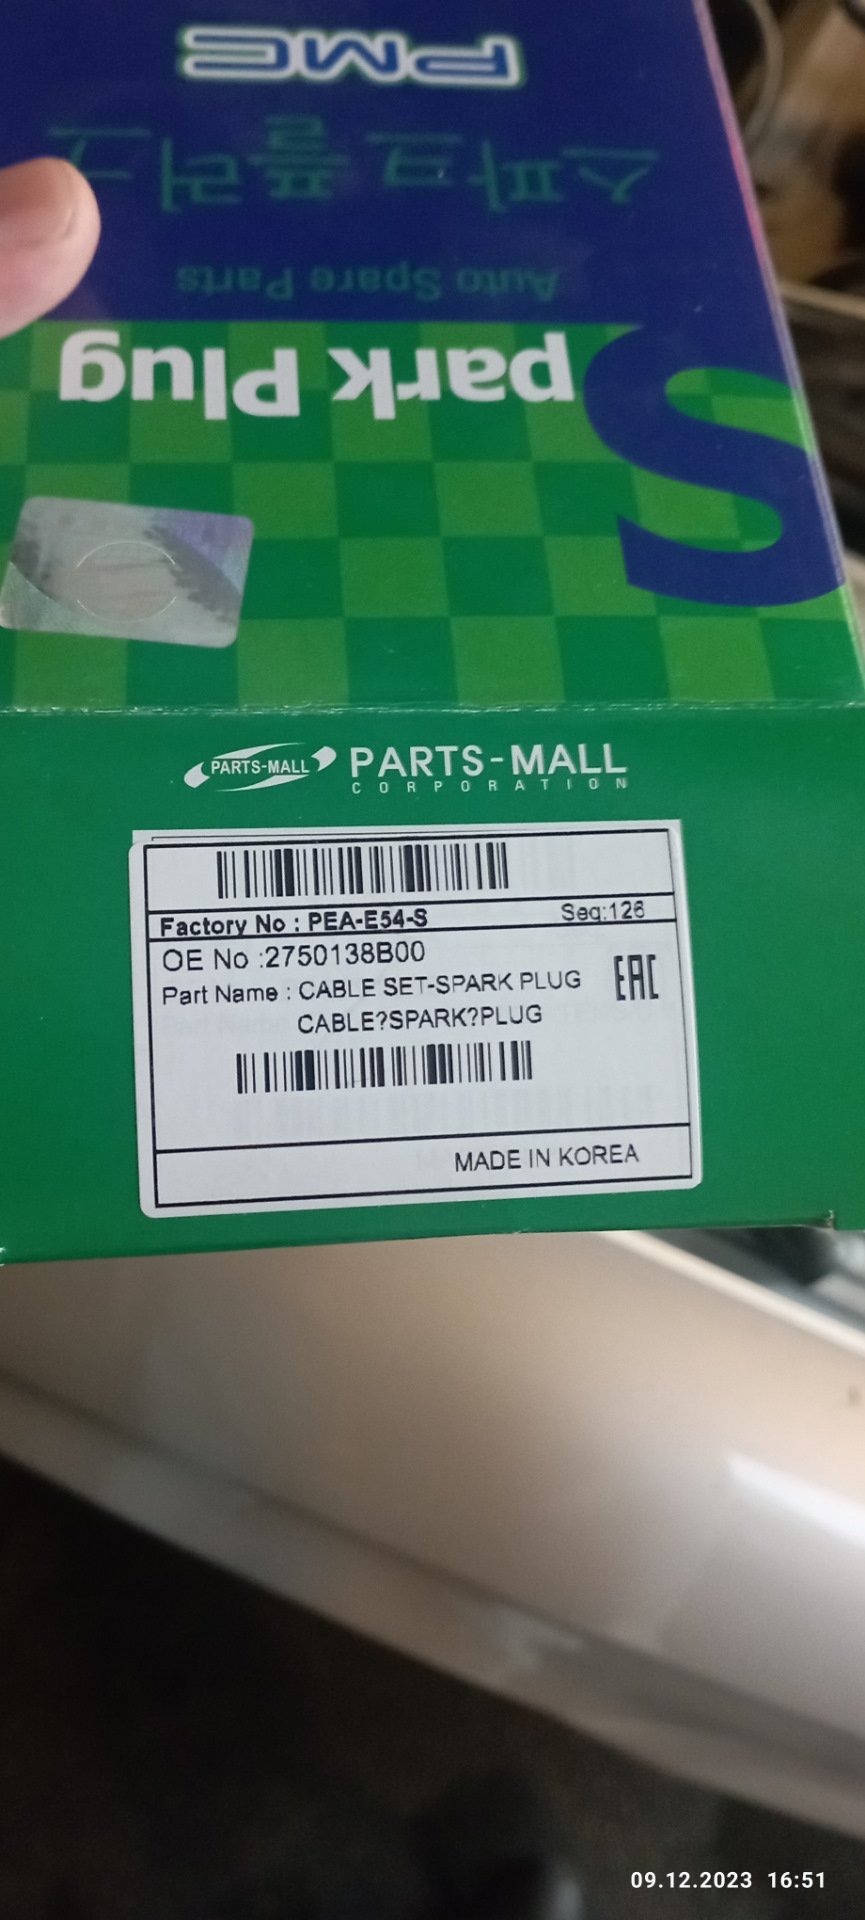 PMC
스파크 플러그
Auto Spare Parts
Spark Plug
PARTS-MALL PARTS-MALL
CORPORATION
Factory No : PEA-E54-S Seq:126
OE No :2750138B00
Part Name : CABLE SET-SPARK PLUG EAC
CABLE?SPARK?PLUG
MADE IN KOREA
09.12.2023 16:51